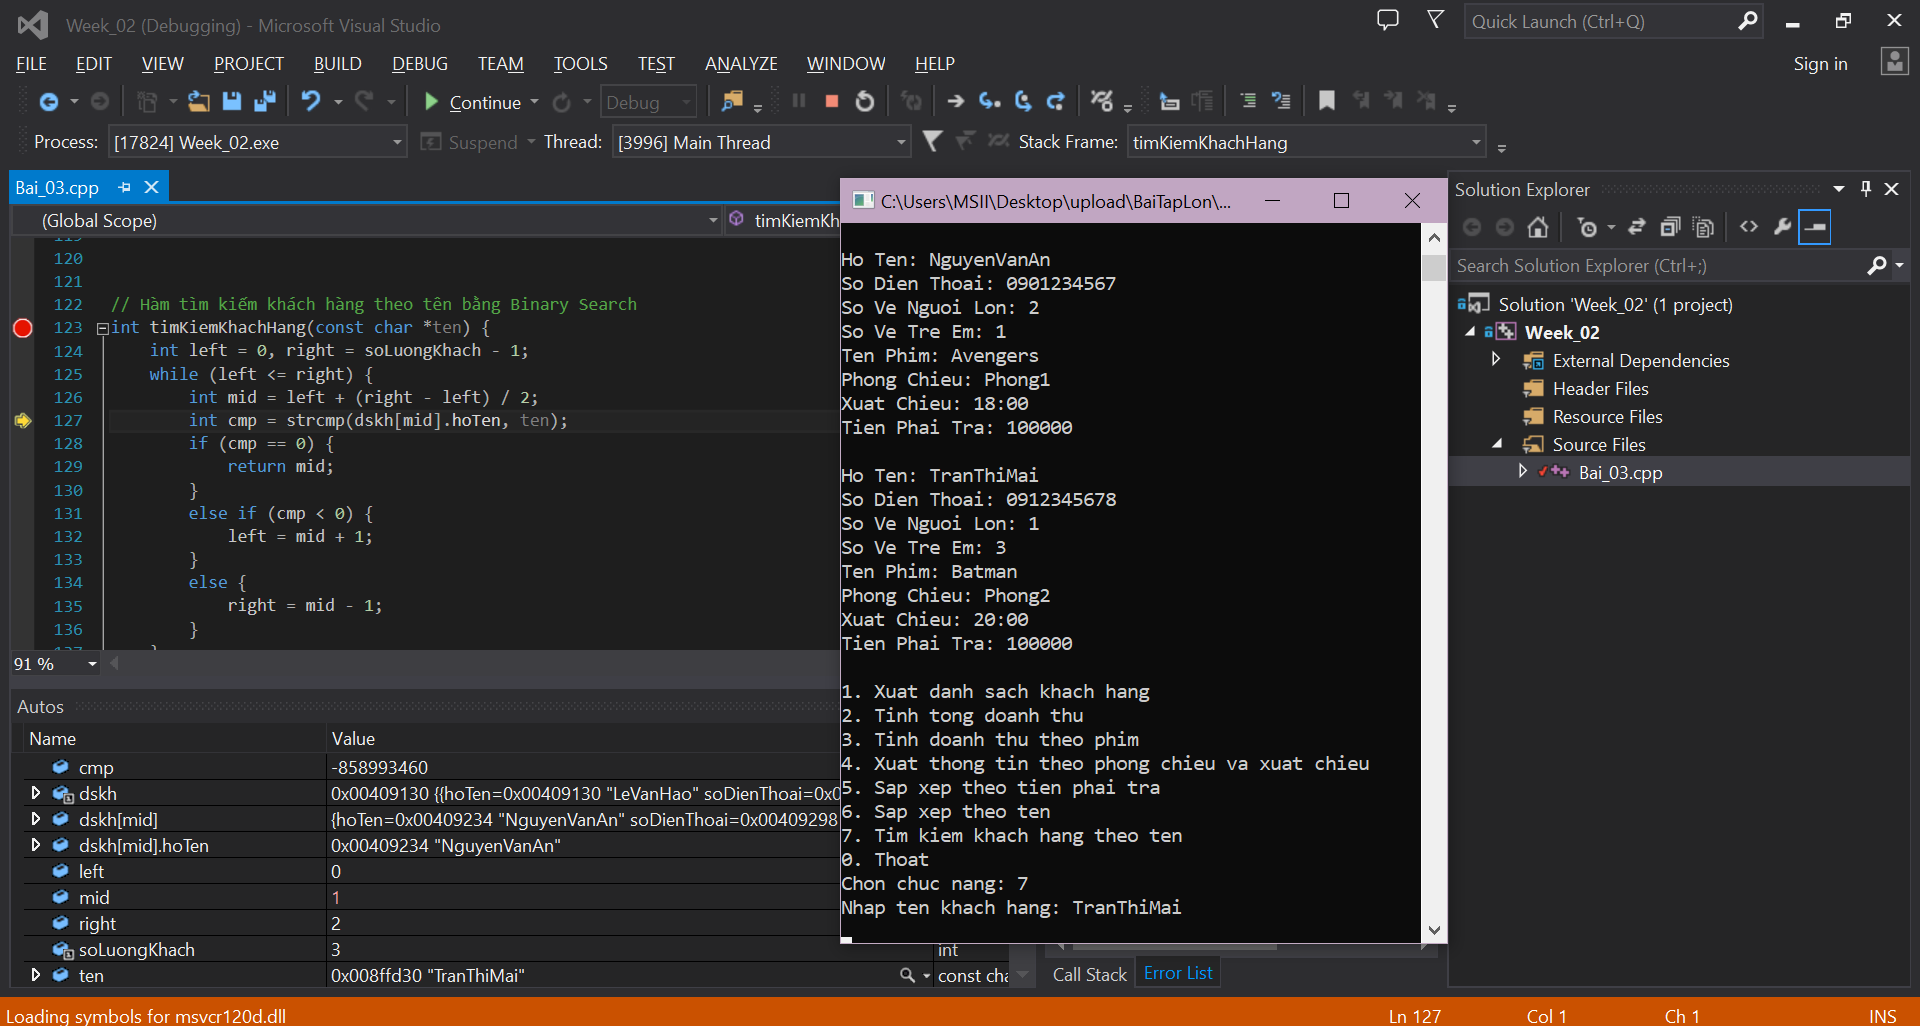 Week_02 (Debugging) - Microsoft Visual Studio
Quick Launch (Ctrl+Q)
FILE EDIT VIEW PROJECT BUILD DEBUG TEAM TOOLS TEST ANALYZE WINDOW HELP
Sign in
Continue
Debug
Process: [17824] Week_02.exe
Suspend
Thread: [3996] Main Thread
Stack Frame: timKiemKhachHang
Bai_03.cpp
(Global Scope)
timKiemKh
119
120
121
122 // Hàm tìm kiếm khách hàng theo tên bằng Binary Search
123 int timKiemKhachHang(const char *ten) {
124 int left = 0, right = soLuongKhach - 1;
125 while (left <= right) {
126 int mid = left + (right - left) / 2;
127 int cmp = strcmp(dskh[mid].hoTen, ten);
128 if (cmp == 0) {
129 return mid;
130 }
131 else if (cmp < 0) {
132 left = mid + 1;
133 }
134 else {
135 right = mid - 1;
136 }
137 }
91 %
Autos
Name Value
cmp -858993460
dskh 0x00409130 {{hoTen=0x00409130 "LeVanHao" soDienThoai=0x0
dskh[mid] {hoTen=0x00409234 "NguyenVanAn" soDienThoai=0x00409298
dskh[mid].hoTen 0x00409234 "NguyenVanAn"
left 0
mid 1
right 2
soLuongKhach 3 int
ten 0x008ffd30 "TranThiMai" const cha
C:\Users\MSII\Desktop\upload\BaiTapLon\...
Ho Ten: NguyenVanAn
So Dien Thoai: 0901234567
So Ve Nguoi Lon: 2
So Ve Tre Em: 1
Ten Phim: Avengers
Phong Chieu: Phong1
Xuat Chieu: 18:00
Tien Phai Tra: 100000
Ho Ten: TranThiMai
So Dien Thoai: 0912345678
So Ve Nguoi Lon: 1
So Ve Tre Em: 3
Ten Phim: Batman
Phong Chieu: Phong2
Xuat Chieu: 20:00
Tien Phai Tra: 100000
1. Xuat danh sach khach hang
2. Tinh tong doanh thu
3. Tinh doanh thu theo phim
4. Xuat thong tin theo phong chieu va xuat chieu
5. Sap xep theo tien phai tra
6. Sap xep theo ten
7. Tim kiem khach hang theo ten
0. Thoat
Chon chuc nang: 7
Nhap ten khach hang: TranThiMai
Call Stack
Error List
Solution Explorer
Search Solution Explorer (Ctrl+;)
Solution 'Week_02' (1 project)
Week_02
External Dependencies
Header Files
Resource Files
Source Files
Bai_03.cpp
Loading symbols for msvcr120d.dll
Ln 127
Col 1
Ch 1
INS